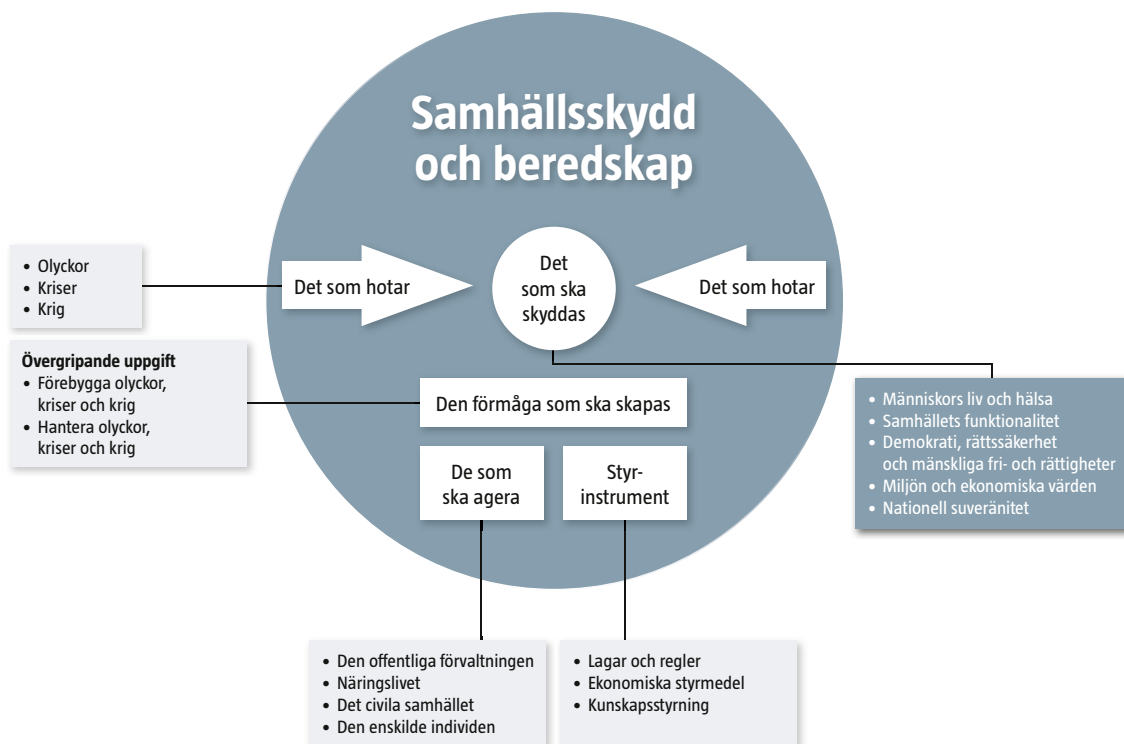 Samhällsskydd
och beredskap
• Olyckor
• Kriser
• Krig
Det som hotar
Det
som ska
skyddas
Det som hotar
Övergripande uppgift
• Förebygga olyckor,
kriser och krig
• Hantera olyckor,
kriser och krig
Den förmåga som ska skapas
• Människors liv och hälsa
• Samhällets funktionalitet
• Demokrati, rättssäkerhet
och mänskliga fri- och rättigheter
• Miljön och ekonomiska värden
• Nationell suveränitet
De som
ska agera
Styr-
instrument
• Den offentliga förvaltningen
• Näringslivet
• Det civila samhället
• Den enskilde individen
• Lagar och regler
• Ekonomiska styrmedel
• Kunskapsstyrning